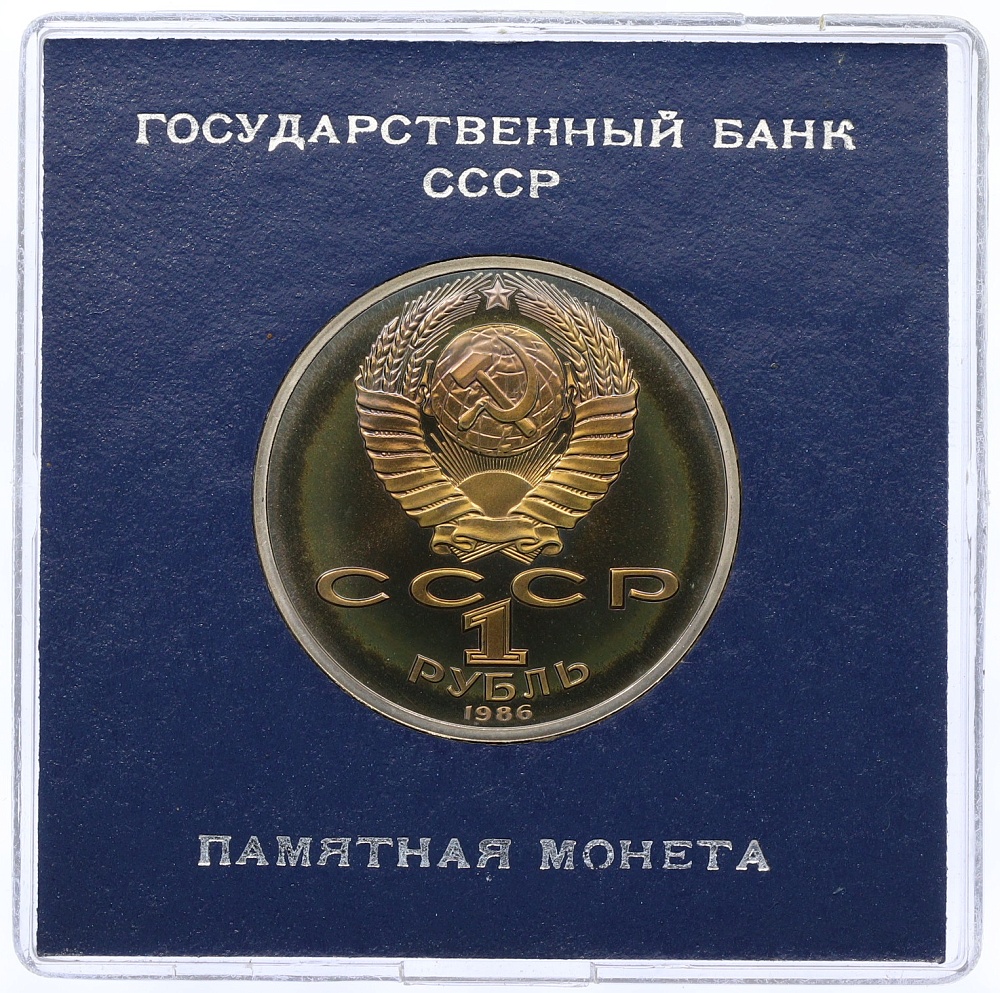 ГОСУДАРСТВЕННЫЙ БАНК
СССР
СССР
1
РУБЛЬ
1986
ПАМЯТНАЯ МОНЕТА